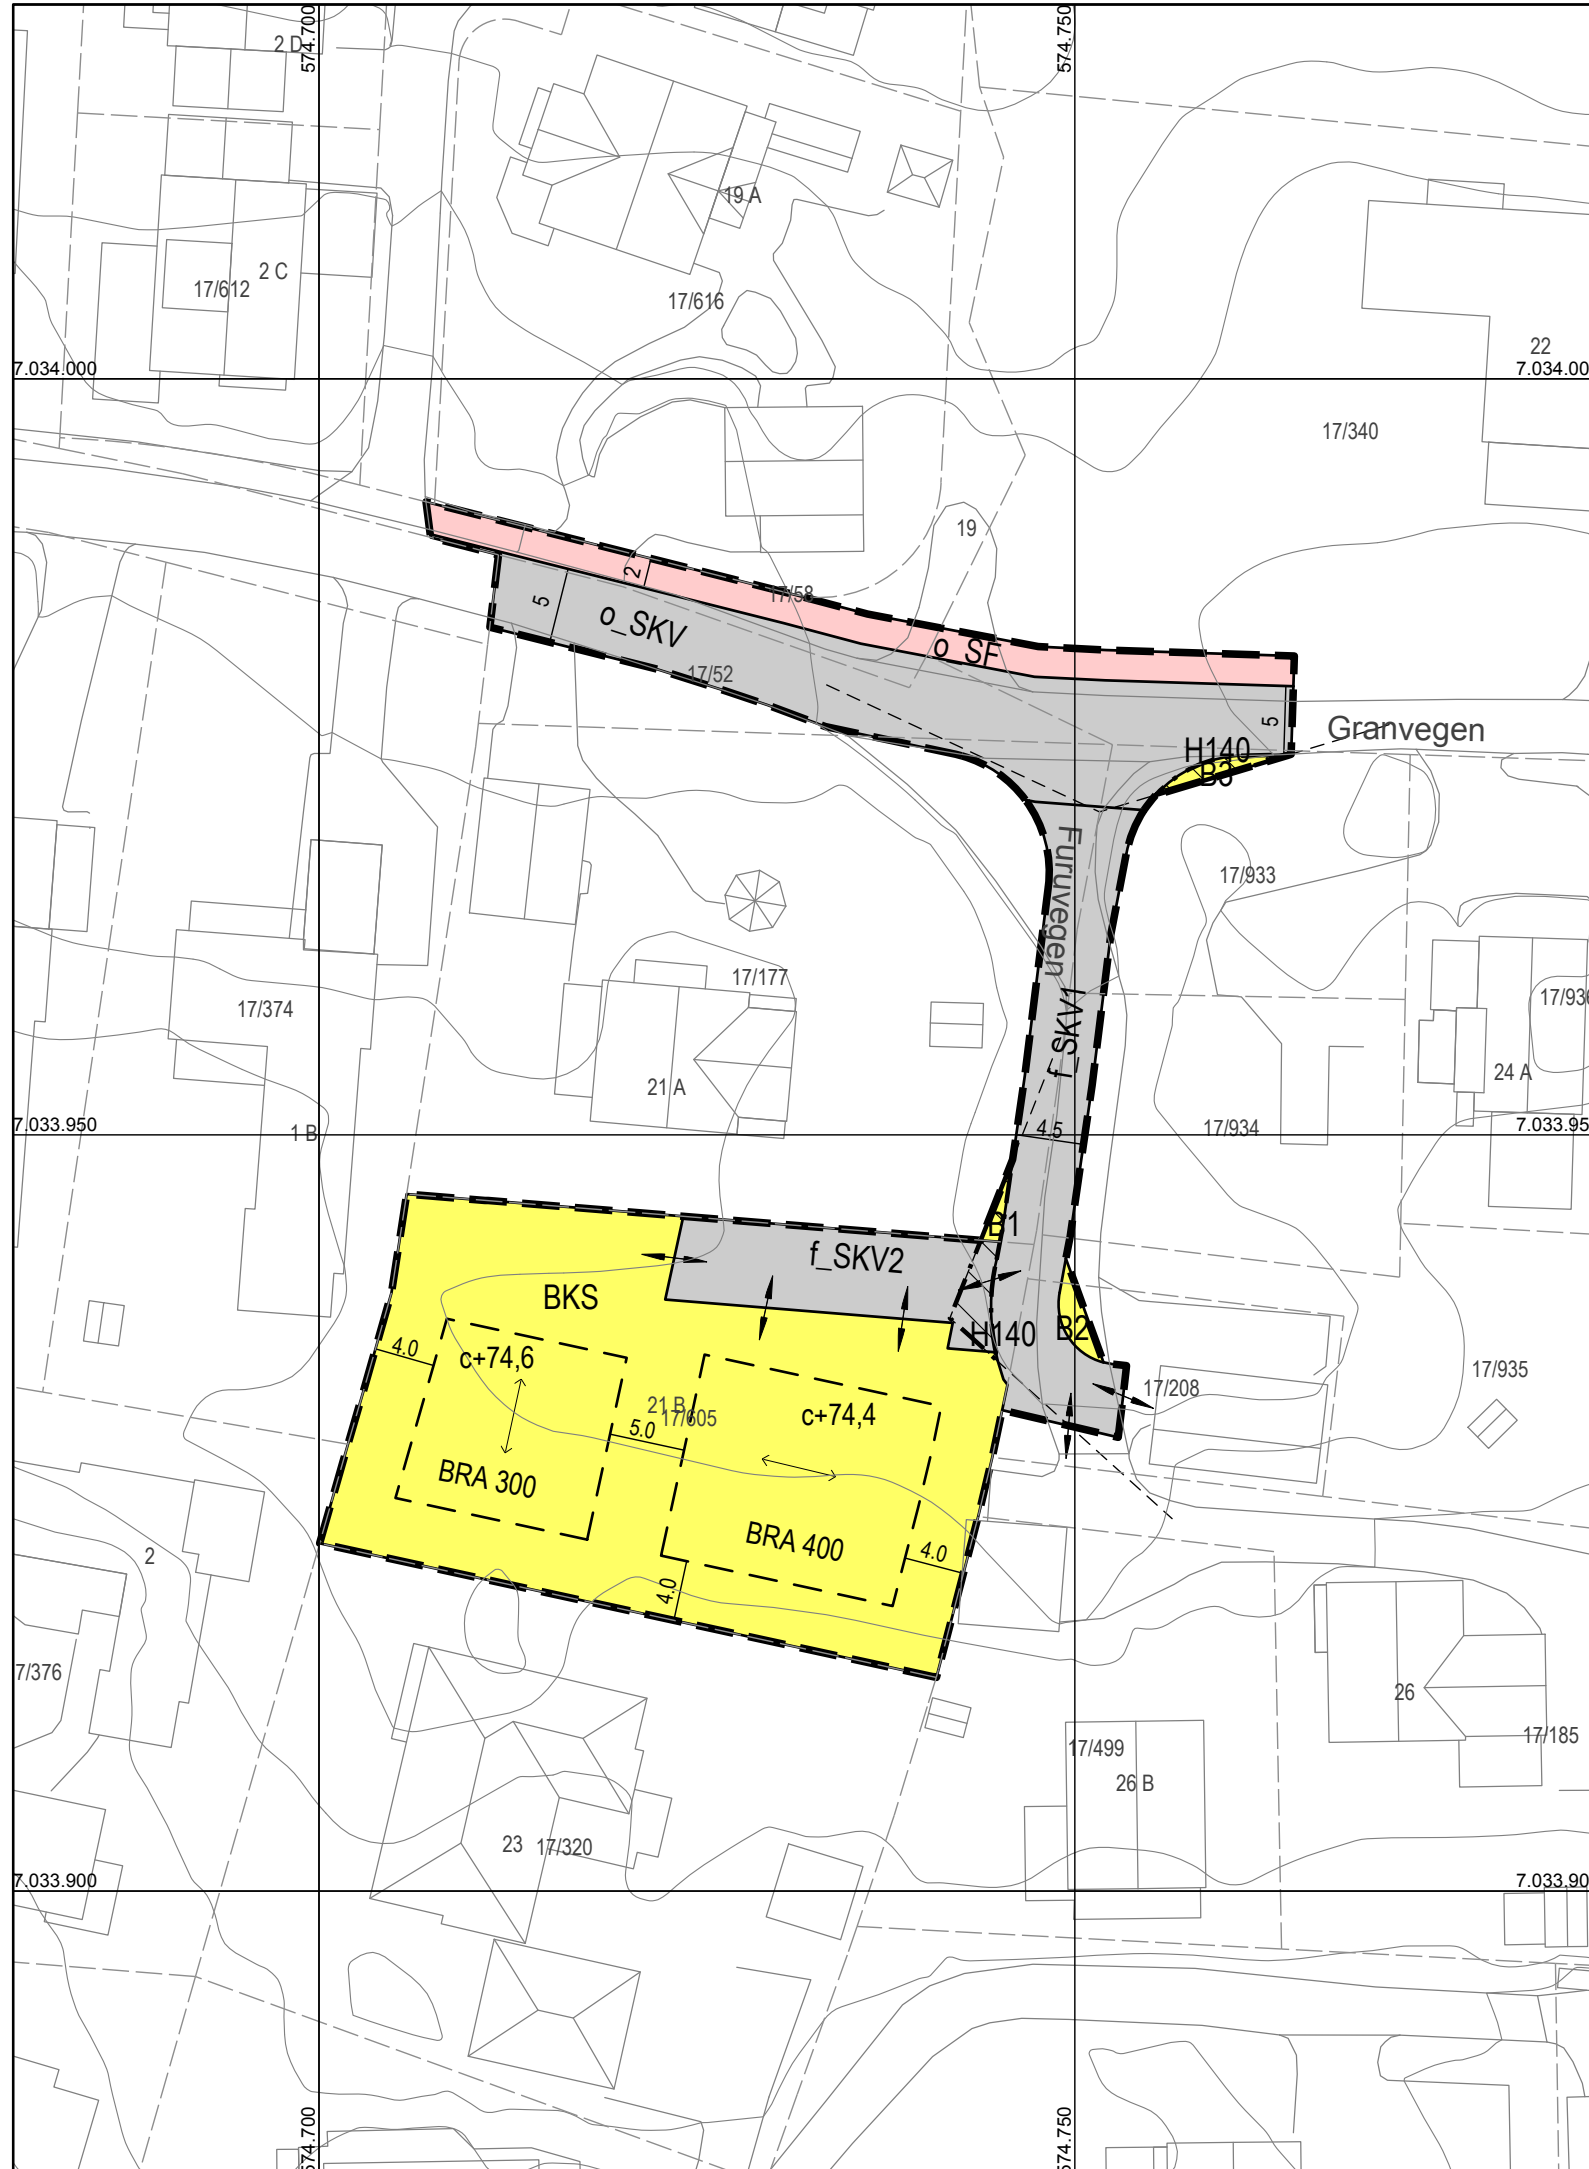 574.700
574.750
2 D
19 A
2 C
17/612
17/616
22
7.034.000
7.034.00
17/340
19
2
17/58
5
o_SKV
o_SF
17/52
5
Granvegen
H140
B3
Furuvegen
17/933
17/177
17/374
17/936
f_SKV1
21 A
24 A
7.033.950
1 B
4.5
17/934
7.033.95
B1
f_SKV2
BKS
H140
B2
4.0
c+74,6
17/935
17/208
21 B
17/605
c+74,4
5.0
BRA 300
BRA 400
4.0
2
4.0
7/376
26
17/499
17/185
26 B
23
17/320
7.033.900
7.033.90
574.700
574.750